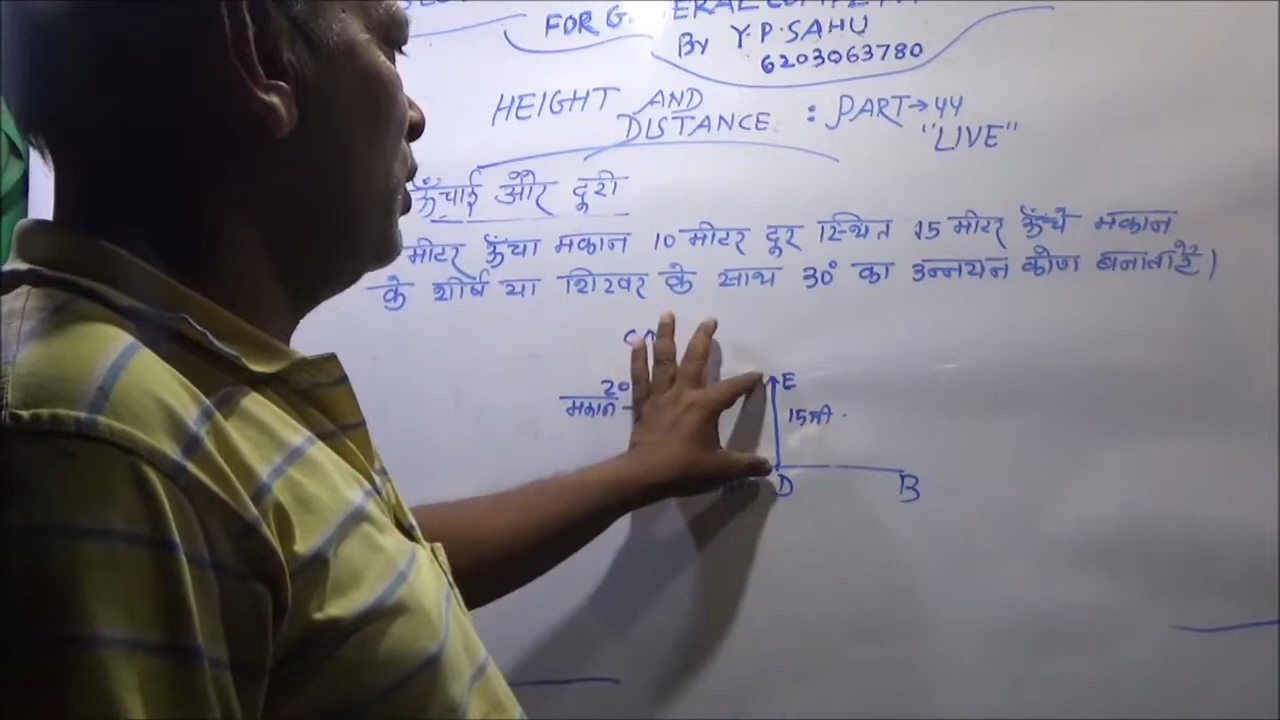 FOR GENERAL
BY Y.P.SAHU
6203063780
HEIGHT AND
DISTANCE : PART→44
"LIVE"
ऊँचाई और दूरी
मीटर ऊँचा मकान 10 मीटर दूर स्थित 15 मीटर ऊँचे मकान
के शीर्ष या शिखर के साथ 30° का उन्नयन कोण बनाता है।
20
मकान
E
15मी.
D
B